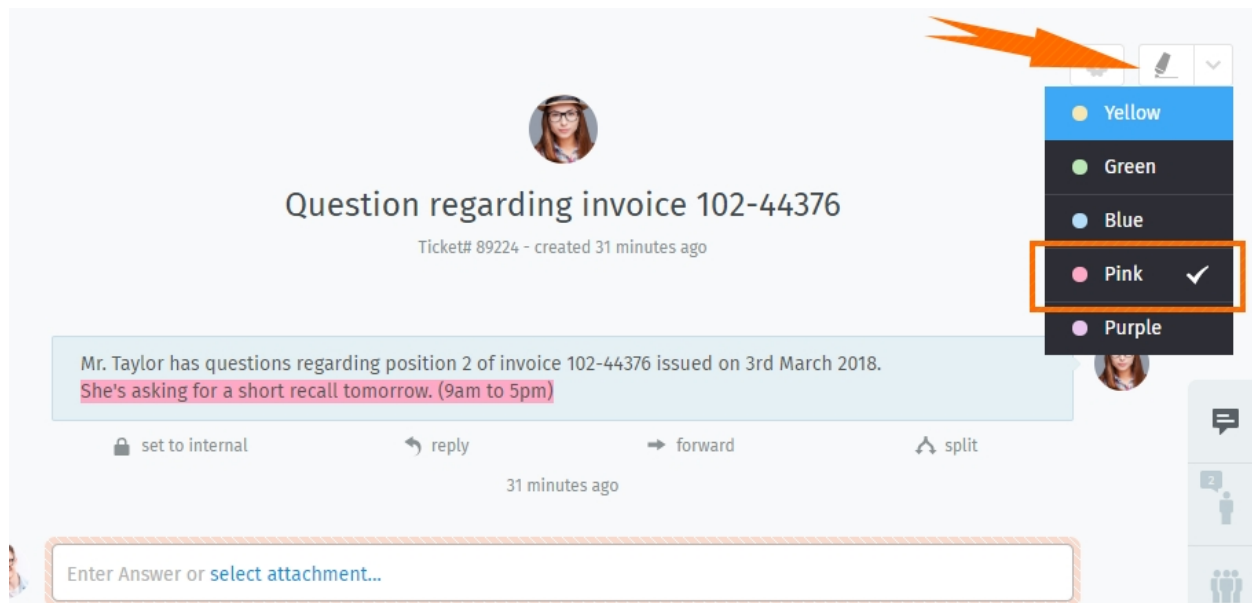 Yellow
Green
Question regarding invoice 102-44376
Blue
Ticket# 89224 - created 31 minutes ago
Pink
Purple
Mr. Taylor has questions regarding position 2 of invoice 102-44376 issued on 3rd March 2018.
She's asking for a short recall tomorrow. (9am to 5pm)
set to internal reply forward split
31 minutes ago
2
Enter Answer or select attachment...